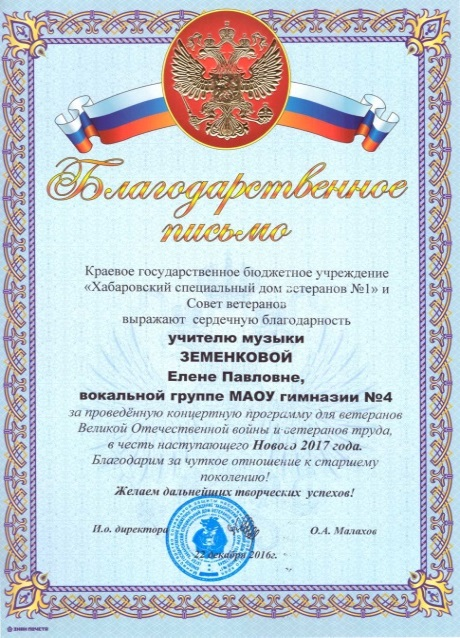 Благодарственное
письмо
Краевое государственное бюджетное учреждение
«Хабаровский специальный дом ветеранов №1» и
Совет ветеранов
выражают сердечную благодарность
учителю музыки
ЗЕМЕНКОВОЙ
Елене Павловне,
вокальной группе МАОУ гимназии №4
за проведённую концертную программу для ветеранов
Великой Отечественной войны и ветеранов труда,
в честь наступающего Нового 2017 года.
Благодарим за чуткое отношение к старшему
поколению!
Желаем дальнейших творческих успехов!
И.о. директора О.А. Малахов
22 декабря 2016г.